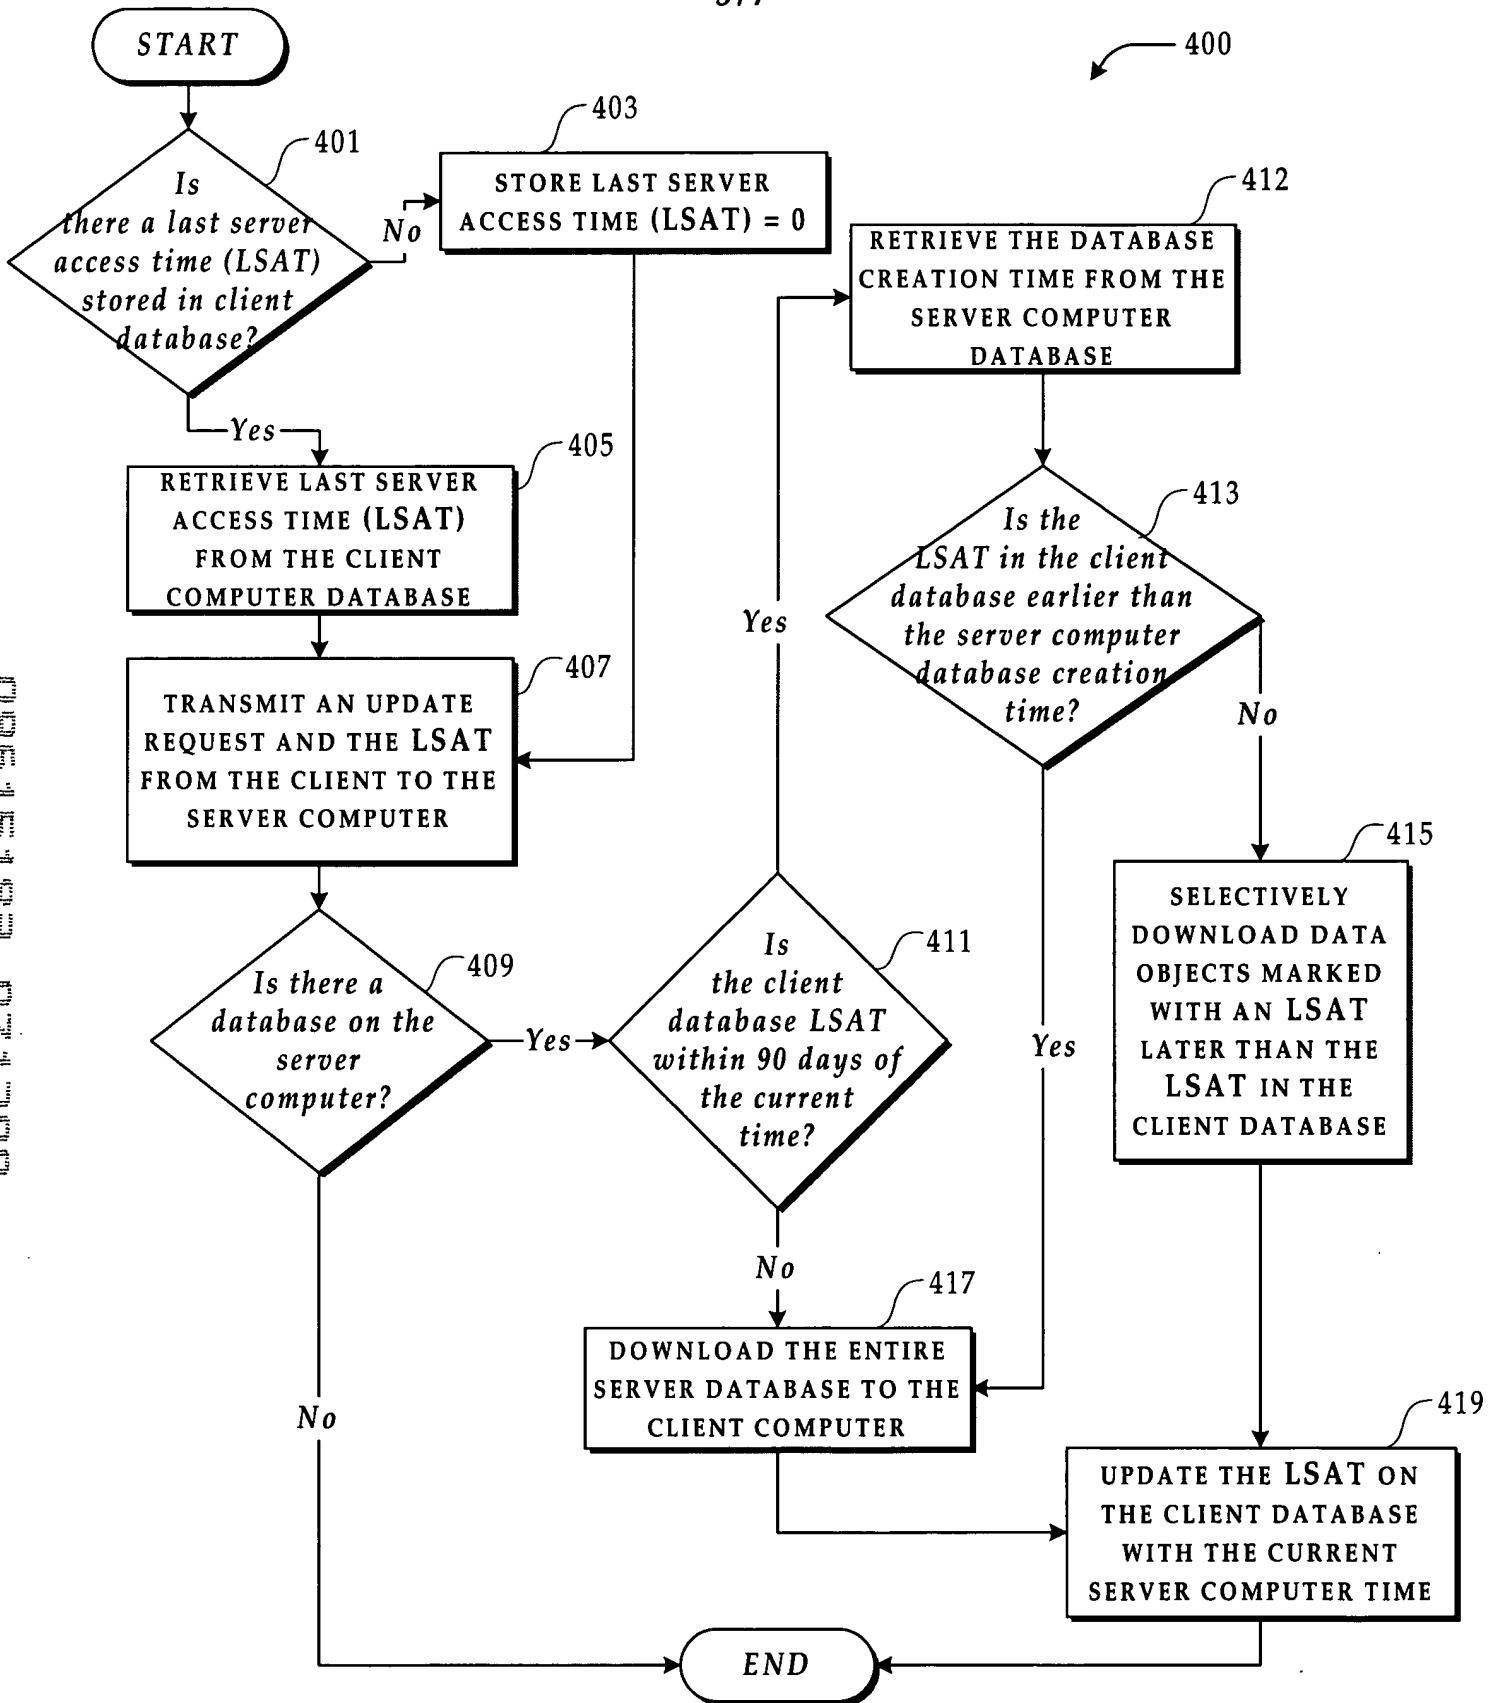 START
400
401
Is
there a last server
access time (LSAT)
stored in client
database?
No
403
STORE LAST SERVER
ACCESS TIME (LSAT) = 0
Yes
405
RETRIEVE LAST SERVER
ACCESS TIME (LSAT)
FROM THE CLIENT
COMPUTER DATABASE
407
TRANSMIT AN UPDATE
REQUEST AND THE LSAT
FROM THE CLIENT TO THE
SERVER COMPUTER
409
Is there a
database on the
server
computer?
Yes
No
411
Is
the client
database LSAT
within 90 days of
the current
time?
Yes
No
412
RETRIEVE THE DATABASE
CREATION TIME FROM THE
SERVER COMPUTER
DATABASE
413
Is the
LSAT in the client
database earlier than
the server computer
database creation
time?
No
Yes
415
SELECTIVELY
DOWNLOAD DATA
OBJECTS MARKED
WITH AN LSAT
LATER THAN THE
LSAT IN THE
CLIENT DATABASE
417
DOWNLOAD THE ENTIRE
SERVER DATABASE TO THE
CLIENT COMPUTER
419
UPDATE THE LSAT ON
THE CLIENT DATABASE
WITH THE CURRENT
SERVER COMPUTER TIME
END